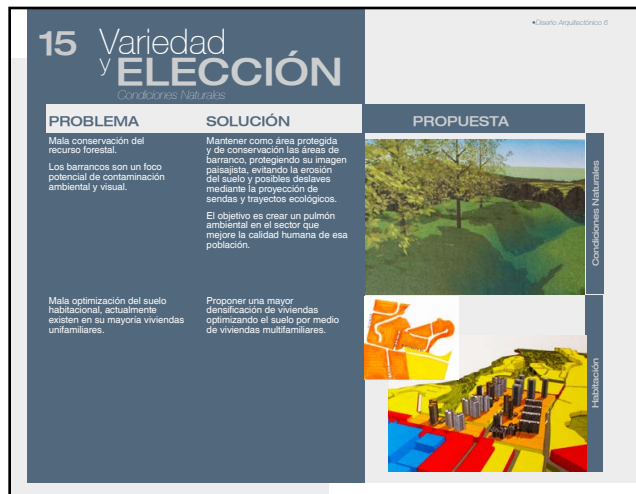 •Diseño Arquitectónico 6
15 Variedad
y ELECCIÓN
Condiciones Naturales
PROBLEMA
SOLUCIÓN
PROPUESTA
Mala conservación del
recurso forestal.
Los barrancos son un foco
potencial de contaminación
ambiental y visual.
Mantener como área protegida
y de conservación las áreas de
barranco, protegiendo su imagen
paisajista, evitando la erosión
del suelo y posibles deslaves
mediante la proyección de
sendas y trayectos ecológicos.
El objetivo es crear un pulmón
ambiental en el sector que
mejore la calidad humana de esa
población.
Condiciones Naturales
Mala optimización del suelo
habitacional, actualmente
existen en su mayoría viviendas
unifamiliares.
Proponer una mayor
densificación de viviendas
optimizando el suelo por medio
de viviendas multifamiliares.
Habitación